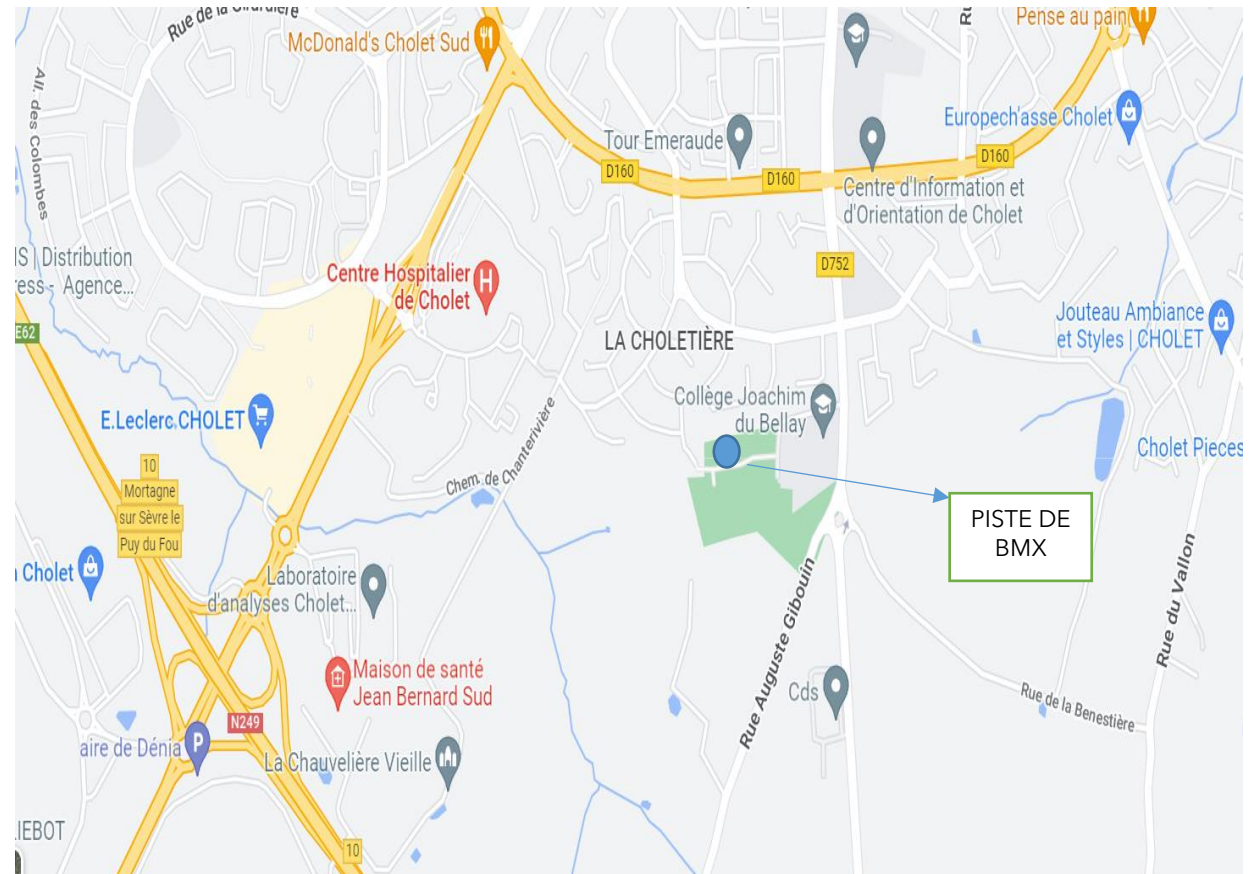 Rue de la Girardière
McDonald's Cholet Sud
Pense au pain
All. des Colombes
Europech'asse Cholet
Tour Emeraude
D160
D160
D160
Centre d'Information et
d'Orientation de Cholet
IS | Distribution
ress - Agence...
Centre Hospitalier
de Cholet
D752
E62
LA CHOLETIÈRE
Jouteau Ambiance
et Styles | CHOLET
Collège Joachim
du Bellay
E.Leclerc CHOLET
Chem. de Chanterivière
Cholet Pieces
10
Mortagne
sur Sèvre le
Puy du Fou
PISTE DE
BMX
Cholet
Laboratoire
d'analyses Cholet...
Rue Auguste Gibouin
Rue du Vallon
Maison de santé
Jean Bernard Sud
Cds
Rue de la Benestière
N249
aire de Dénia
P
La Chauvelière Vieille
IEBOT
10
H